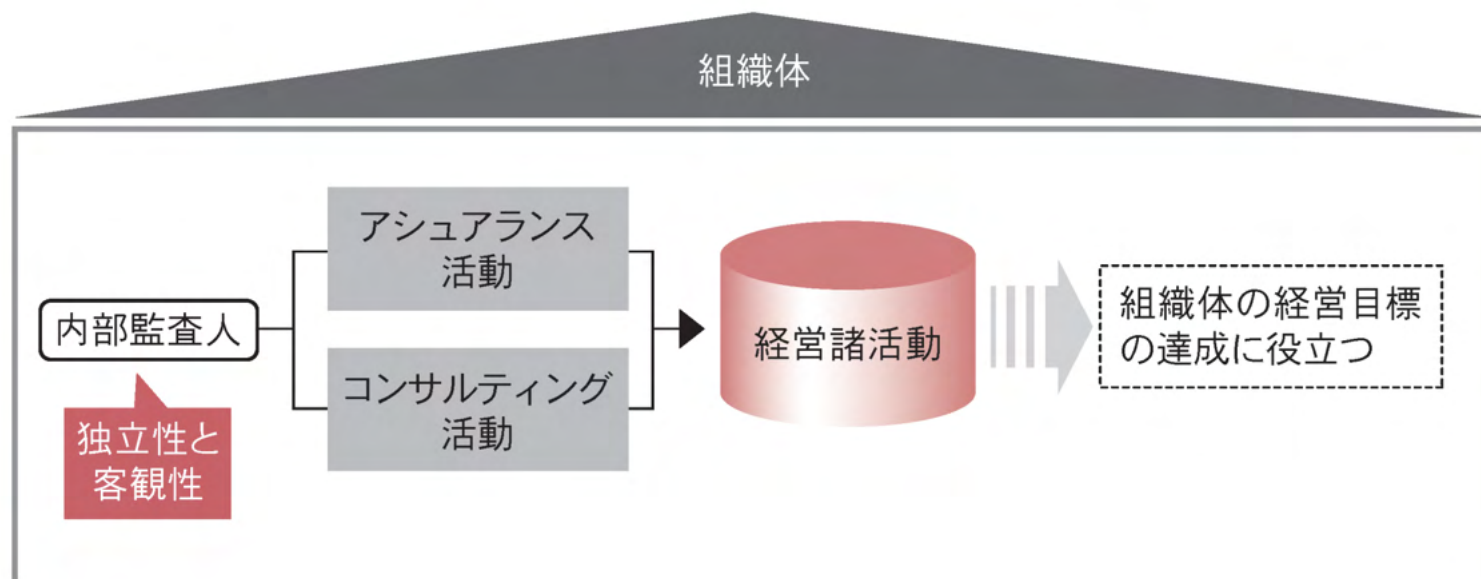 組織体
アシュアランス
活動
内部監査人
コンサルティング
活動
独立性と
客観性
経営諸活動
組織体の経営目標
の達成に役立つ